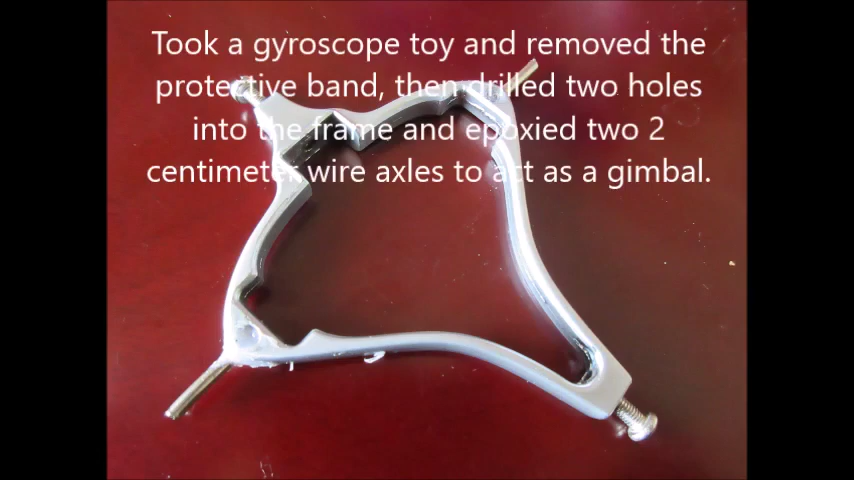 Took a gyroscope toy and removed the
protective band, then drilled two holes
into the frame and epoxied two 2
centimeter wire axles to act as a gimbal.